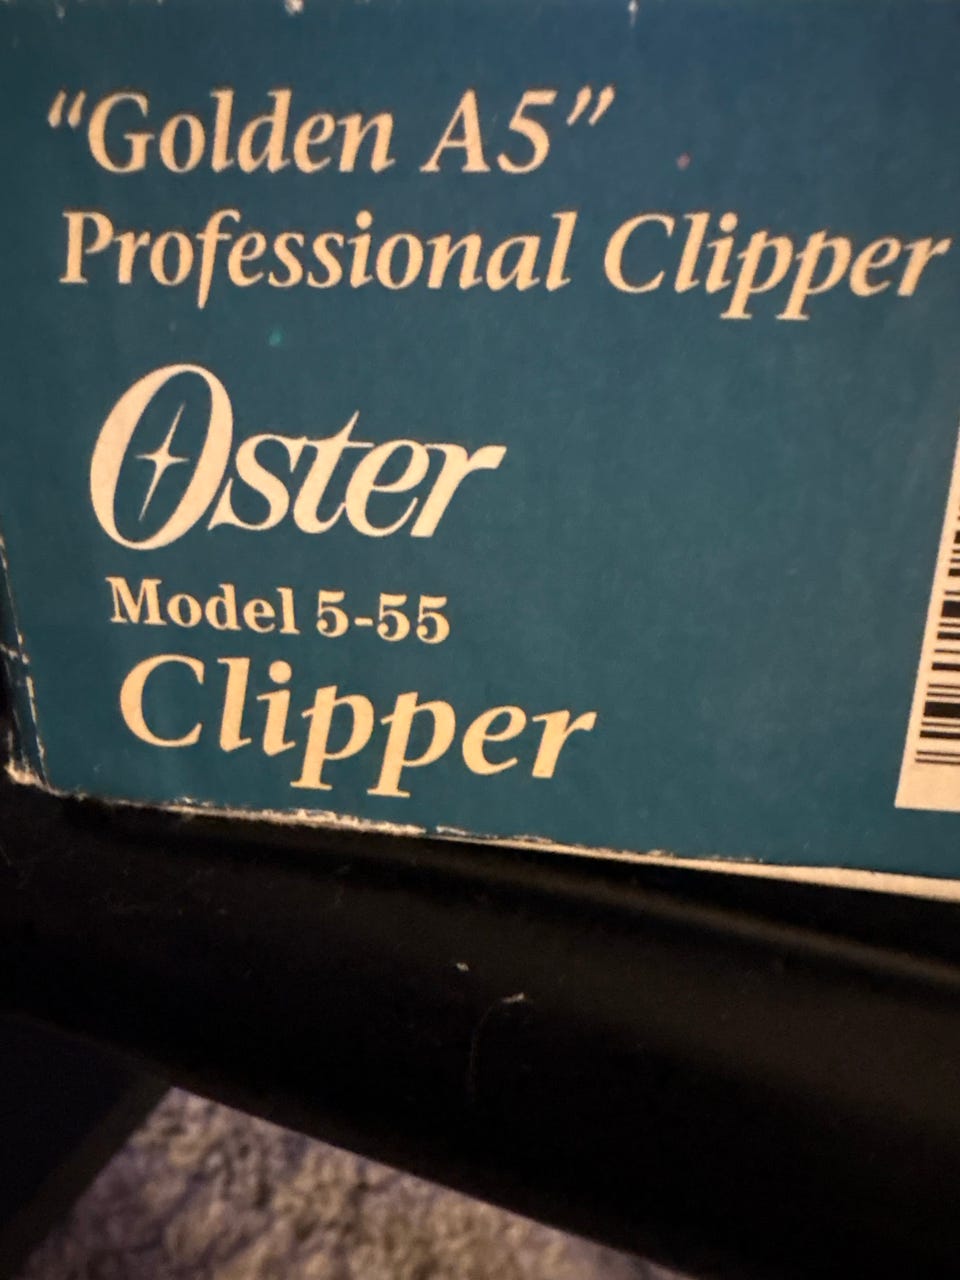 “Golden A5”
Professional Clipper
Oster
Model 5-55
Clipper